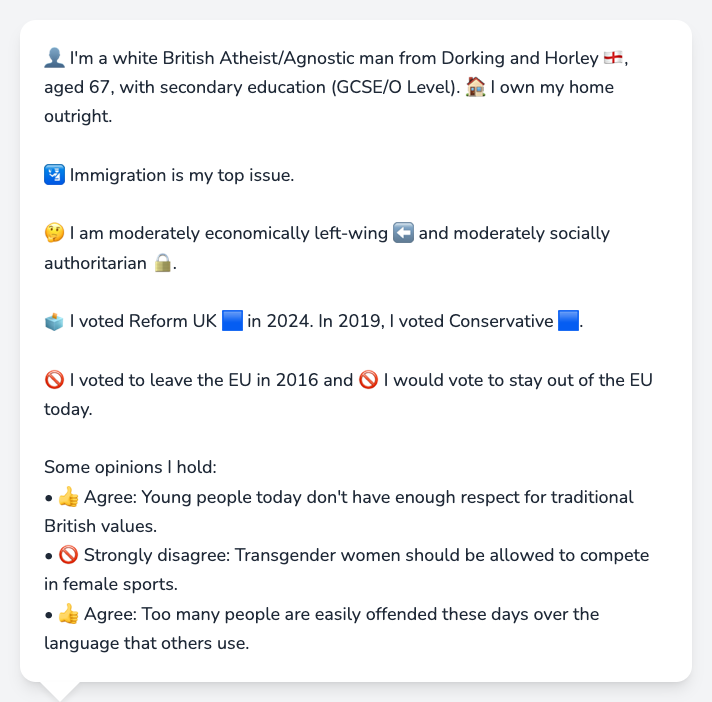 👤 I'm a white British Atheist/Agnostic man from Dorking and Horley 🏴󠁧󠁢󠁥󠁮󠁧󠁿,
aged 67, with secondary education (GCSE/O Level). 🏠 I own my home
outright.
🛂 Immigration is my top issue.
🤔 I am moderately economically left-wing ⬅️ and moderately socially
authoritarian 🔒.
🗳️ I voted Reform UK 🟦 in 2024. In 2019, I voted Conservative 🟦.
🚫 I voted to leave the EU in 2016 and 🚫 I would vote to stay out of the EU
today.
Some opinions I hold:
• 👍 Agree: Young people today don't have enough respect for traditional
British values.
• 🚫 Strongly disagree: Transgender women should be allowed to compete
in female sports.
• 👍 Agree: Too many people are easily offended these days over the
language that others use.